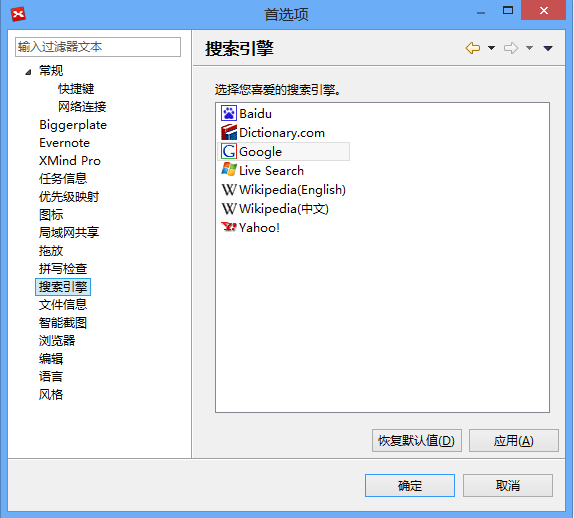 首选项
输入过滤器文本
常规
快捷键
网络连接
Biggerplate
Evernote
XMind Pro
任务信息
优先级映射
图标
局域网共享
拖放
拼写检查
搜索引擎
文件信息
智能截图
浏览器
编辑
语言
风格
搜索引擎
选择您喜爱的搜索引擎。
Baidu
Dictionary.com
Google
Live Search
Wikipedia(English)
Wikipedia(中文)
Yahoo!
恢复默认值(D)
应用(A)
确定
取消